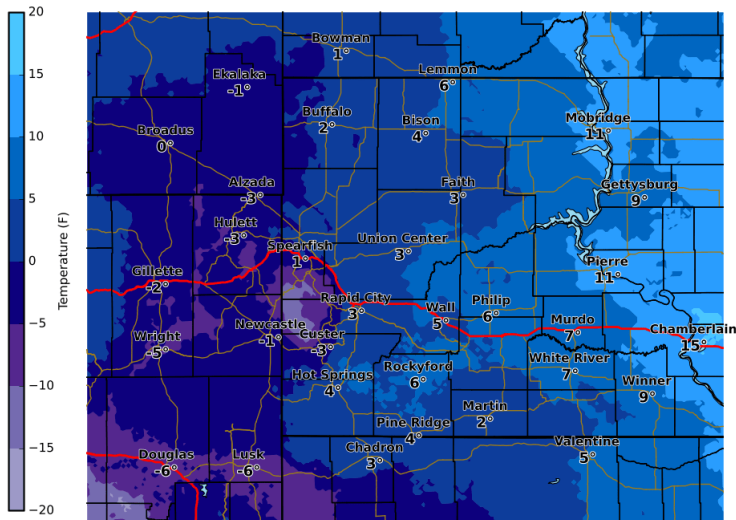 20
15
10
5
0
−5
−10
−15
−20
Temperature (F)
Bowman
1°
Lemmon
6°
Ekalaka
-1°
Buffalo
2°
Bison
4°
Mobridge
11°
Broadus
0°
Alzada
-3°
Faith
3°
Gettysburg
9°
Hulett
-3°
Spearfish
1°
Union Center
3°
Gillette
-2°
Pierre
11°
Rapid City
3°
Wall
5°
Philip
6°
Murdo
7°
Chamberlain
15°
Wright
-5°
Newcastle
-1°
Custer
-3°
Hot Springs
4°
Rockyford
6°
White River
7°
Winner
9°
Martin
2°
Pine Ridge
4°
Douglas
-6°
Lusk
-6°
Chadron
3°
Valentine
5°